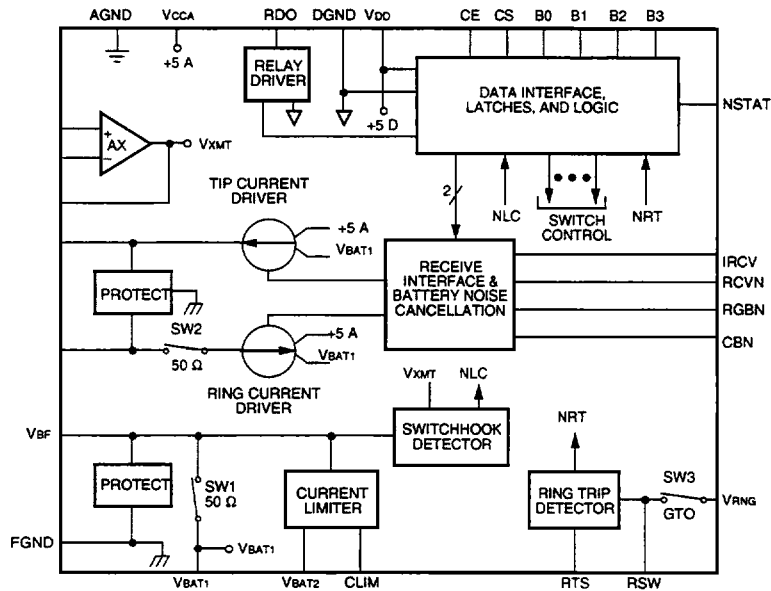 AGND VCCA RDO DGND VDD CE CS B0 B1 B2 B3
+5 A
RELAY
DRIVER
DATA INTERFACE,
LATCHES, AND LOGIC
NSTAT
+5 D
+
AX
−
VXMT
TIP CURRENT
DRIVER
2
NLC
SWITCH
CONTROL
NRT
+5 A
VBAT1
PROTECT
RECEIVE
INTERFACE &
BATTERY NOISE
CANCELLATION
IRCV
RCVN
RGBN
CBN
SW2
50 Ω
+5 A
VBAT1
RING CURRENT
DRIVER
VXMT NLC
SWITCHHOOK
DETECTOR
VBF
NRT
PROTECT
SW1
50 Ω
CURRENT
LIMITER
RING TRIP
DETECTOR
SW3
GTO
VRNG
FGND
VBAT1
VBAT1 VBAT2 CLIM RTS RSW